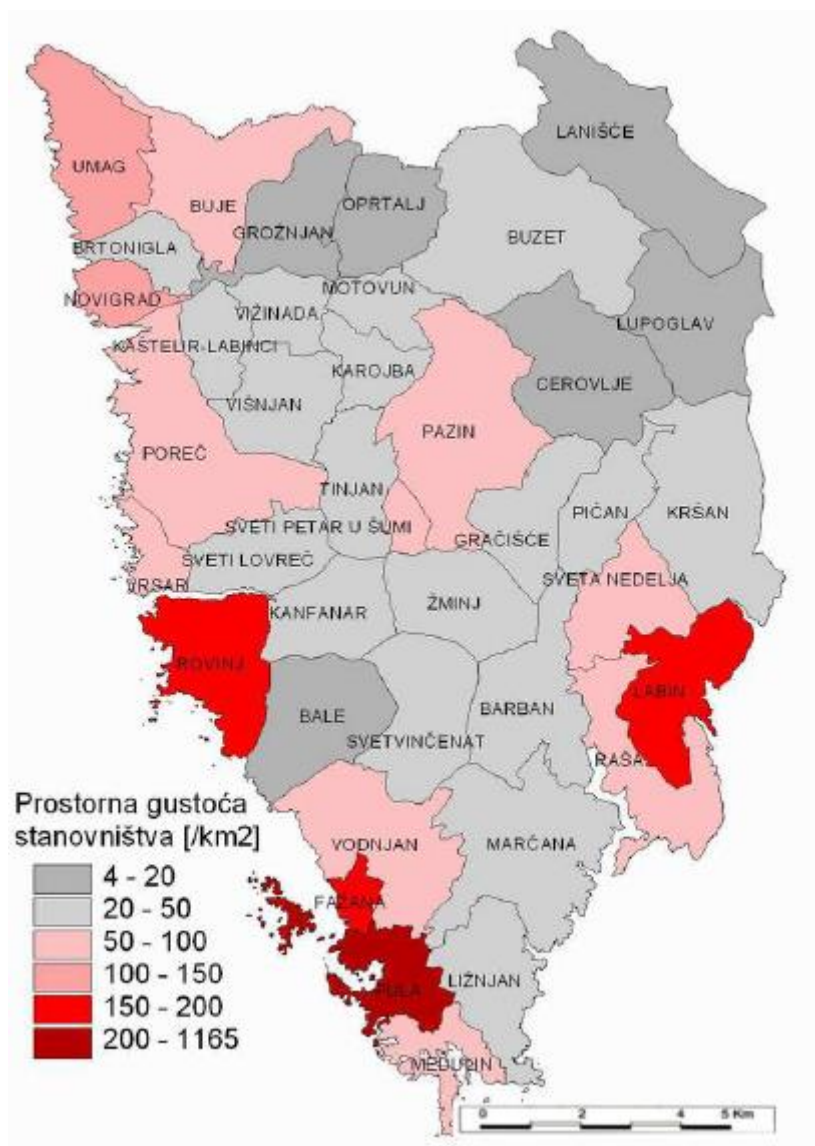 LANIŠĆE
UMAG
BUJE
OPRTALJ
GROŽNJAN
BUZET
BRTONIGLA
MOTOVUN
NOVIGRAD
VIŽINADA
LUPOGLAV
KAŠTELIR-LABINCI
KAROJBA
CEROVLJE
VIŠNJAN
PAZIN
POREČ
TINJAN
PIĆAN
KRŠAN
SVETI PETAR U ŠUMI
GRAČIŠĆE
SVETI LOVREČ
SVETA NEDELJA
VRSAR
KANFANAR
ŽMINJ
ROVINJ
LABIN
BALE
BARBAN
SVETVINČENAT
RAŠA
Prostorna gustoća
stanovništva [/km2]
VODNJAN
MARČANA
4 - 20
FAŽANA
20 - 50
50 - 100
LIŽNJAN
100 - 150
PULA
150 - 200
200 - 1165
MEDULIN
0 2 4 5 Km